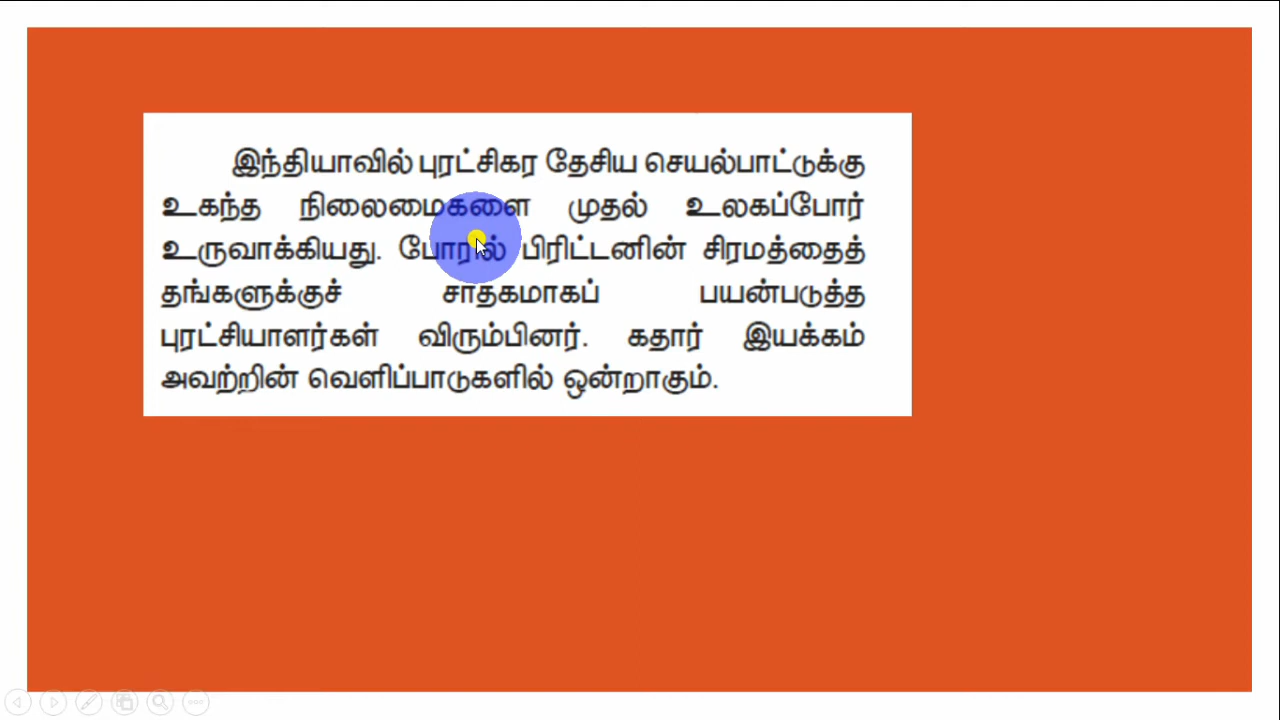 இந்தியாவில் புரட்சிகர தேசிய செயல்பாட்டுக்கு
உகந்த நிலைமைகளை முதல் உலகப்போர்
உருவாக்கியது. போரில் பிரிட்டனின் சிரமத்தைத்
தங்களுக்குச் சாதகமாகப் பயன்படுத்த
புரட்சியாளர்கள் விரும்பினர். கதார் இயக்கம்
அவற்றின் வெளிப்பாடுகளில் ஒன்றாகும்.